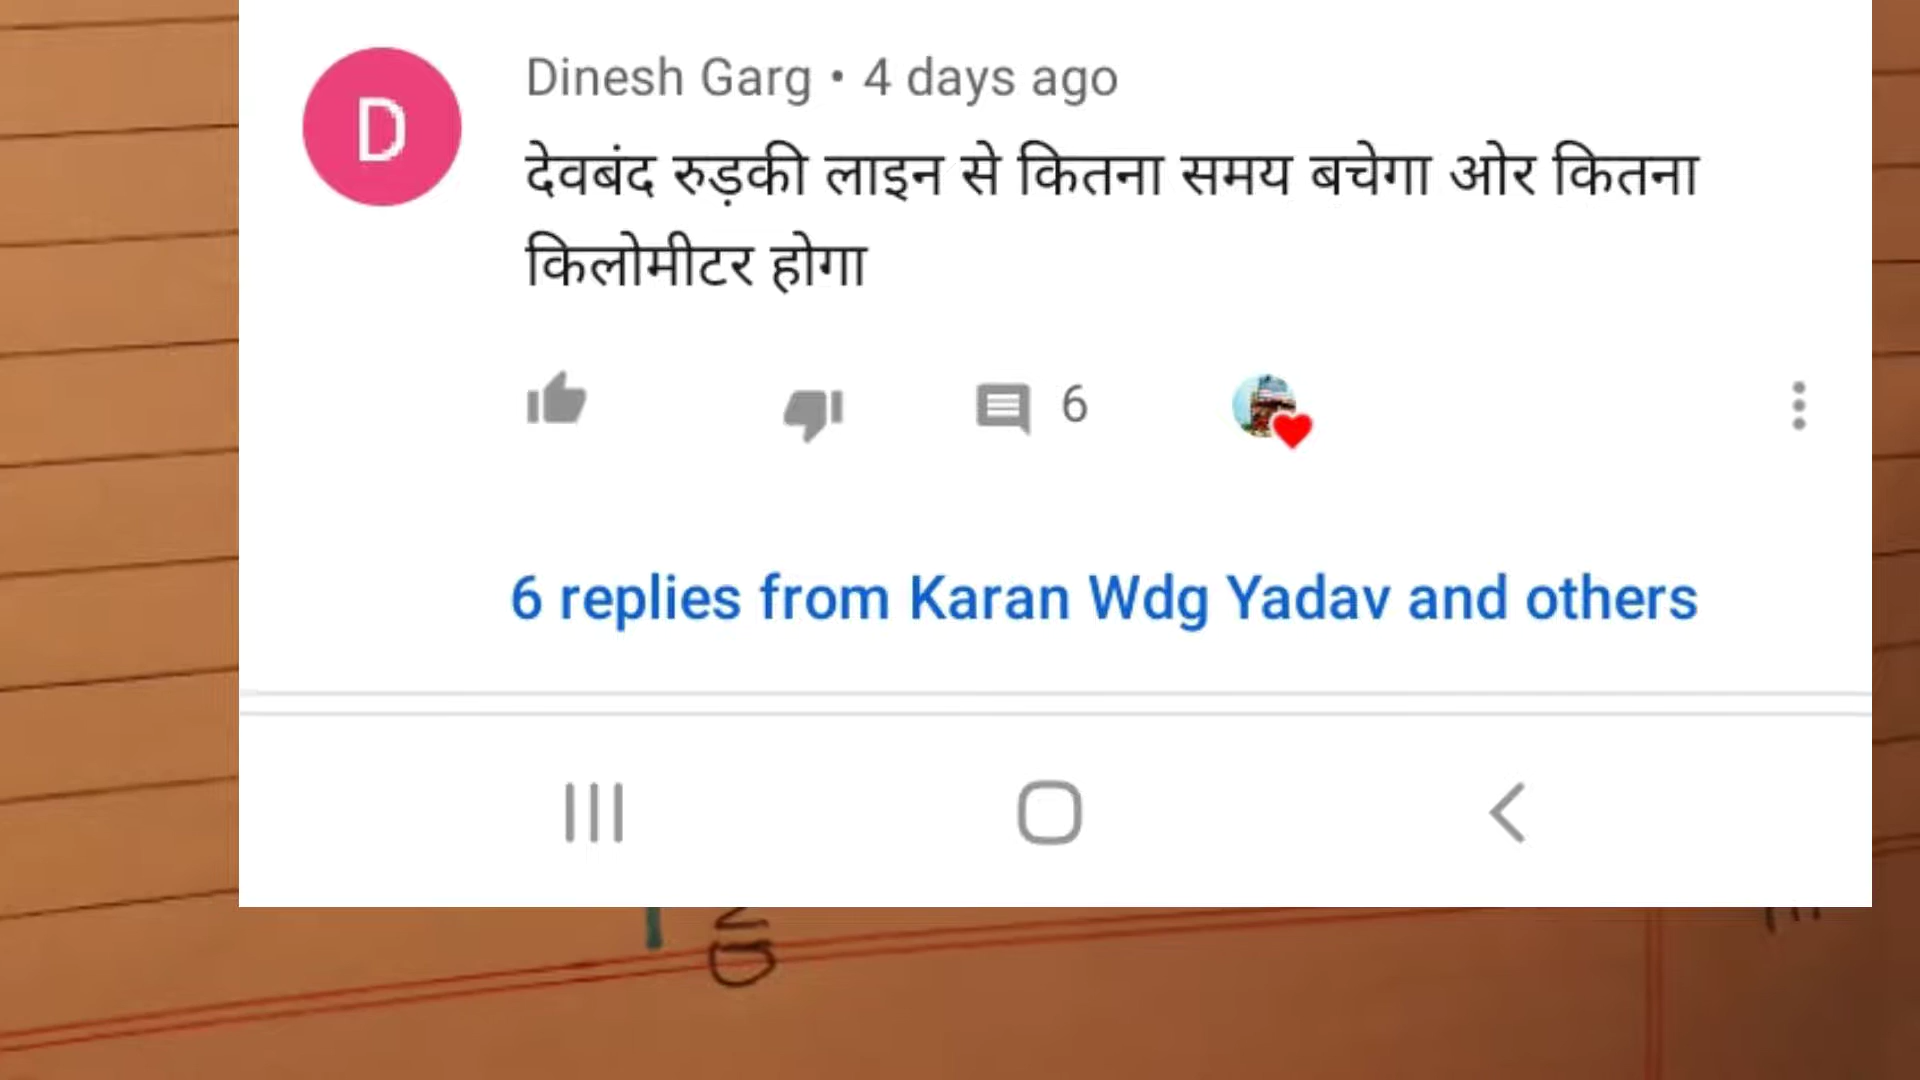 D
Dinesh Garg • 4 days ago
देवबंद रुड़की लाइन से कितना समय बचेगा ओर कितना
किलोमीटर होगा
6
6 replies from Karan Wdg Yadav and others